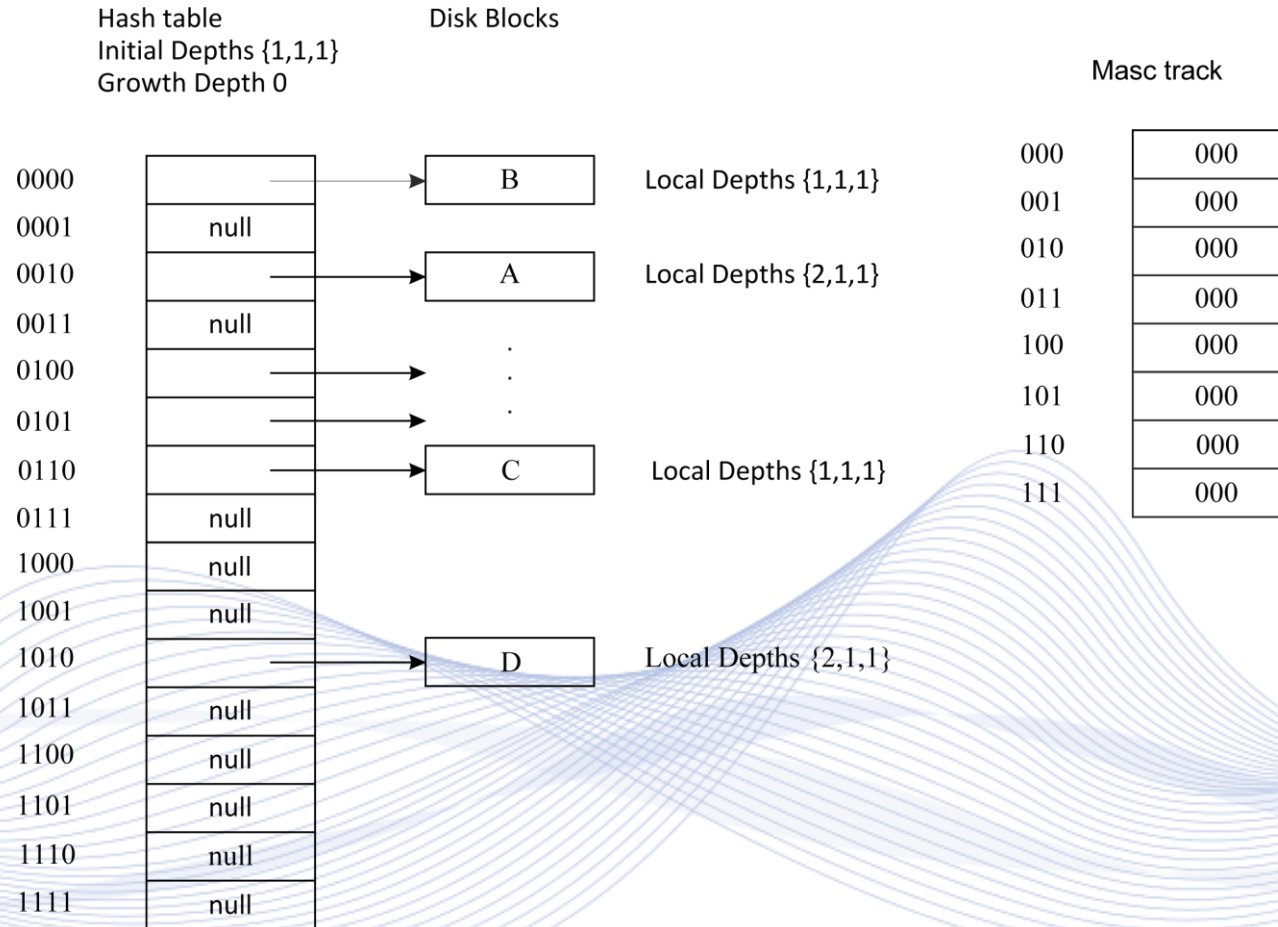 Hash table
Initial Depths {1,1,1}
Growth Depth 0
Disk Blocks
Masc track
0000
B
Local Depths {1,1,1}
0001 null
0010
A
Local Depths {2,1,1}
0011 null
0100
0101
0110
C
Local Depths {1,1,1}
0111 null
1000 null
1001 null
1010
D
Local Depths {2,1,1}
1011 null
1100 null
1101 null
1110 null
1111 null
000 000
001 000
010 000
011 000
100 000
101 000
110 000
111 000